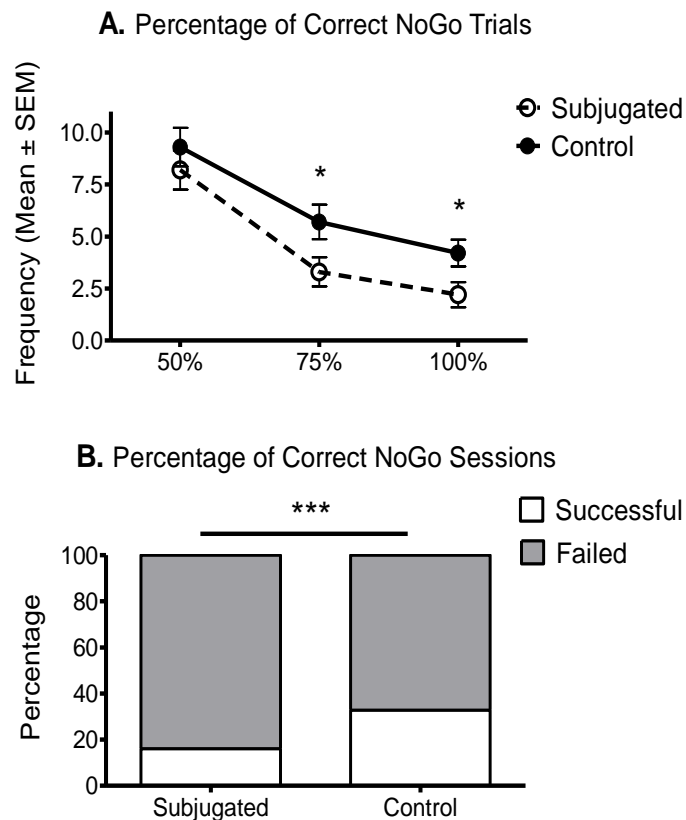 A. Percentage of Correct NoGo Trials
Subjugated
Control
Frequency (Mean ± SEM)
10.0
7.5
5.0
2.5
0.0
*
*
50% 75% 100%
B. Percentage of Correct NoGo Sessions
Successful
Failed
***
Percentage
100
80
60
40
20
0
Subjugated Control